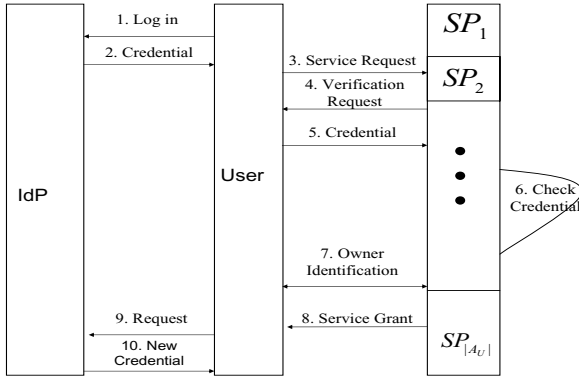 1. Log in
2. Credential
3. Service Request
4. Verification
Request
5. Credential
IdP
User
SP1
SP2
6. Check
Credential
7. Owner
Identification
8. Service Grant
9. Request
10. New
Credential
SP|AU|